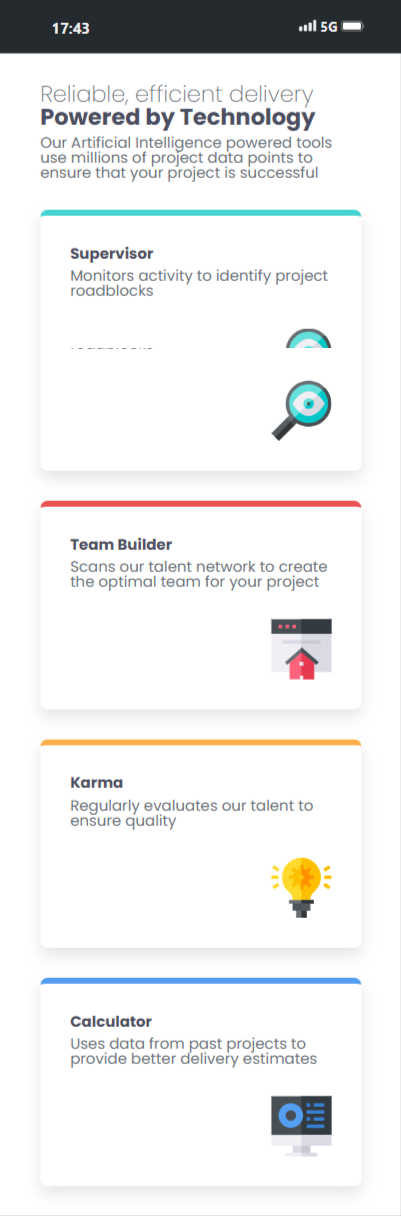 17:43
5G
Reliable, efficient delivery
Powered by Technology
Our Artificial Intelligence powered tools
use millions of project data points to
ensure that your project is successful
Supervisor
Monitors activity to identify project
roadblocks
Team Builder
Scans our talent network to create
the optimal team for your project
Karma
Regularly evaluates our talent to
ensure quality
Calculator
Uses data from past projects to
provide better delivery estimates